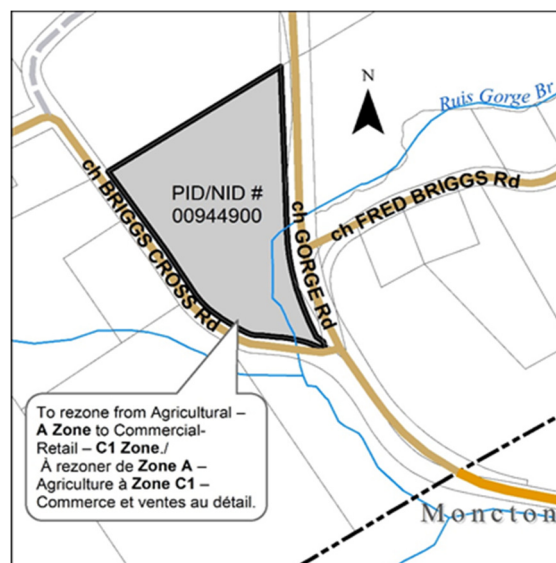 N
Ruis Gorge Br
PID/NID #
00944900
ch BRIGGS CROSS Rd
ch GORGE Rd
ch FRED BRIGGS Rd
To rezone from Agricultural –
A Zone to Commercial-
Retail – C1 Zone./
À rezoner de Zone A –
Agriculture à Zone C1 –
Commerce et ventes au détail.
Moncton